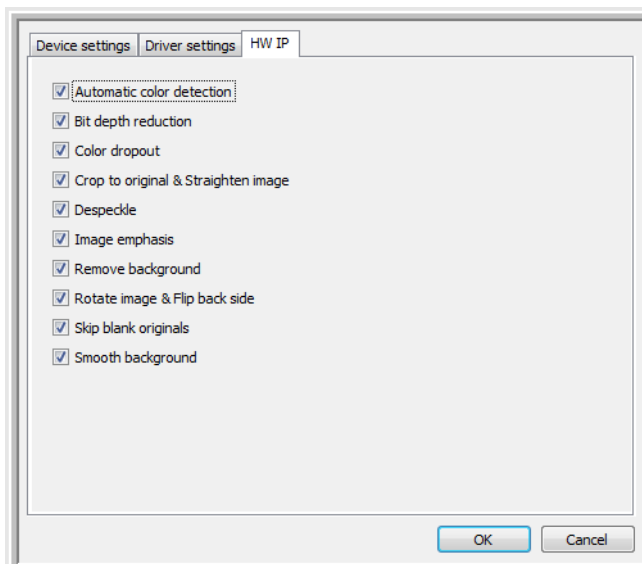 Device settings Driver settings HW IP
Automatic color detection
Bit depth reduction
Color dropout
Crop to original & Straighten image
Despeckle
Image emphasis
Remove background
Rotate image & Flip back side
Skip blank originals
Smooth background
OK Cancel